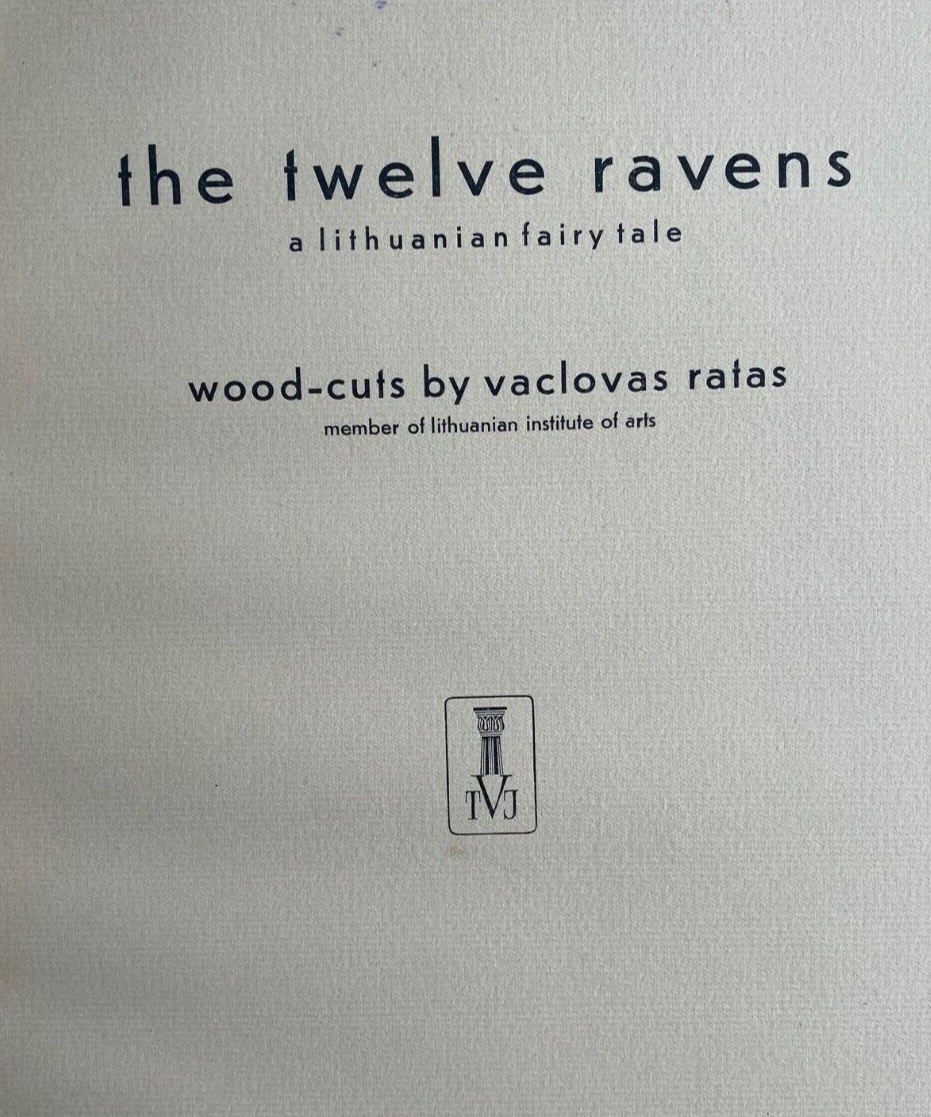 the twelve ravens
a lithuanian fairy tale
wood-cuts by vaclovas ratas
member of lithuanian institute of arts
TVJ